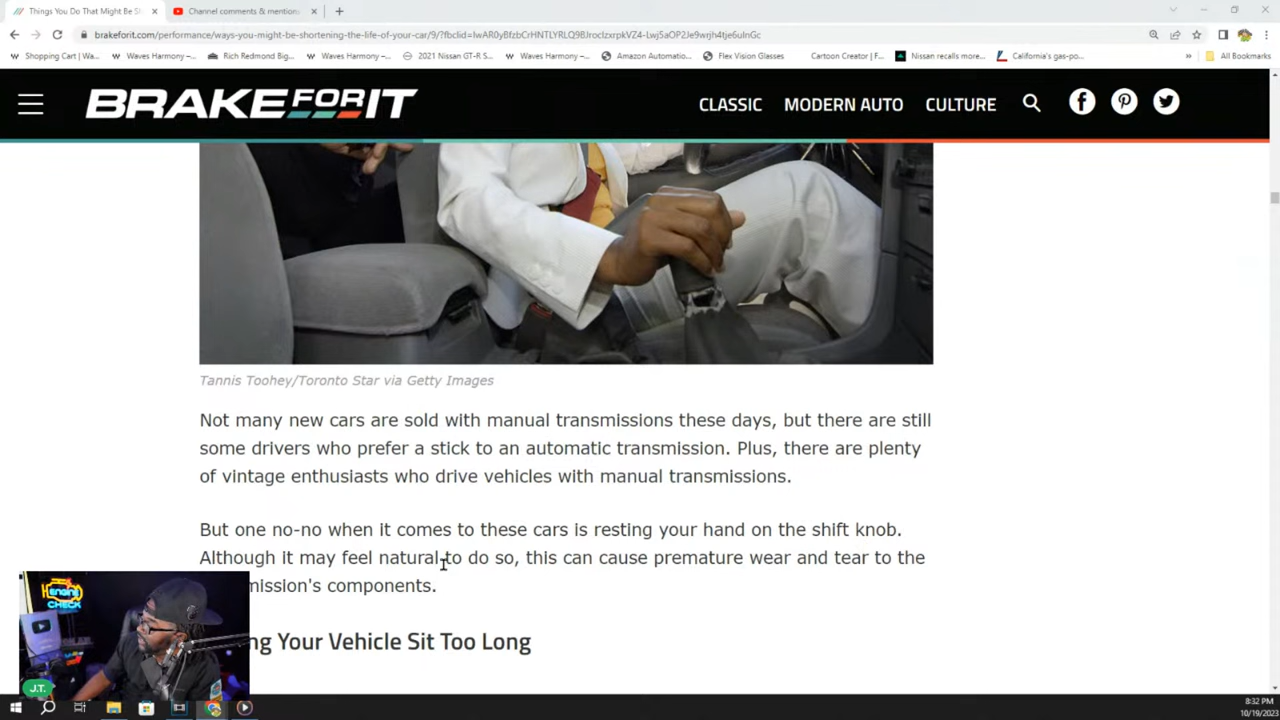 Things You Do That Might Be Sh
Channel comments & mention
brakeforit.com/performance/ways-you-might-be-shortening-the-life-of-your-car/9/?fbclid=IwAR0yBfzbCrHNTLYRLQ9BJroclzxrpkVZ4-Lwj5aOP2Je9wrjh4tje6ulnGc
Shopping Cart | Wa...
Waves Harmony –...
Rich Redmond Big...
Waves Harmony –...
2021 Nissan GT-R S...
Waves Harmony –...
Amazon Automatio...
Flex Vision Glasses
Cartoon Creator | F...
Nissan recalls more...
California's gas-po...
All Bookmarks
BRAKE FOR IT
CLASSIC
MODERN AUTO
CULTURE
Tannis Toohey/Toronto Star via Getty Images
Not many new cars are sold with manual transmissions these days, but there are still
some drivers who prefer a stick to an automatic transmission. Plus, there are plenty
of vintage enthusiasts who drive vehicles with manual transmissions.
But one no-no when it comes to these cars is resting your hand on the shift knob.
Although it may feel natural to do so, this can cause premature wear and tear to the
mission's components.
ng Your Vehicle Sit Too Long
ENGINE
CHECK
J.T.
8:32 PM
10/19/2023